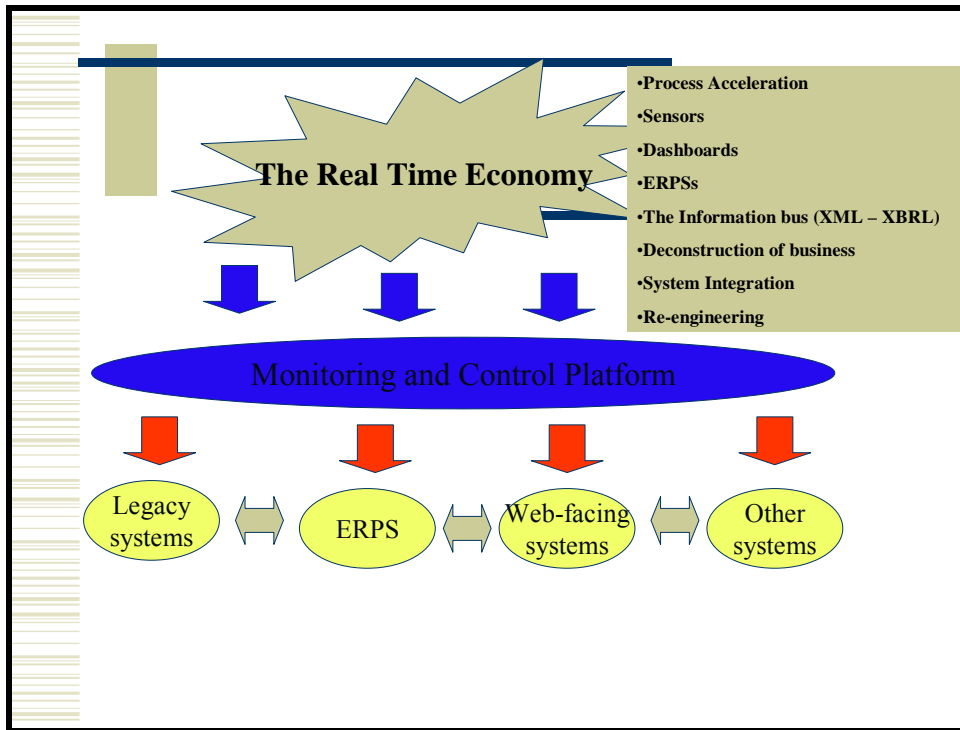 The Real Time Economy
•Process Acceleration
•Sensors
•Dashboards
•ERPSs
•The Information bus (XML – XBRL)
•Deconstruction of business
•System Integration
•Re-engineering
Monitoring and Control Platform
Legacy
systems
ERPS
Web-facing
systems
Other
systems